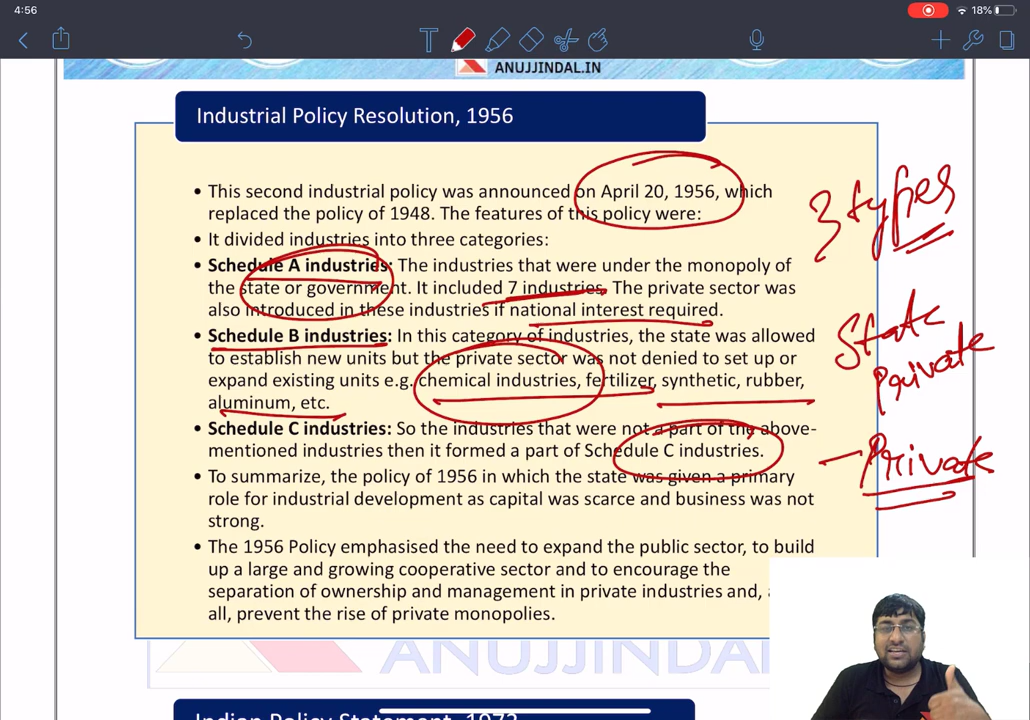 4:56
18%
T
ANUJJINDAL.IN
Industrial Policy Resolution, 1956
• This second industrial policy was announced on April 20, 1956, which
replaced the policy of 1948. The features of this policy were:
• It divided industries into three categories:
• Schedule A industries: The industries that were under the monopoly of
the state or government. It included 7 industries. The private sector was
also introduced in these industries if national interest required.
• Schedule B industries: In this category of industries, the state was allowed
to establish new units but the private sector was not denied to set up or
expand existing units e.g. chemical industries, fertilizer, synthetic, rubber,
aluminum, etc.
• Schedule C industries: So the industries that were not a part of the above-
mentioned industries then it formed a part of Schedule C industries.
• To summarize, the policy of 1956 in which the state was given a primary
role for industrial development as capital was scarce and business was not
strong.
• The 1956 Policy emphasised the need to expand the public sector, to build
up a large and growing cooperative sector and to encourage the
separation of ownership and management in private industries and,
all, prevent the rise of private monopolies.
3 types
State
Private
- Private
ANUJJINDAL
Indian Policy Statement, 1973